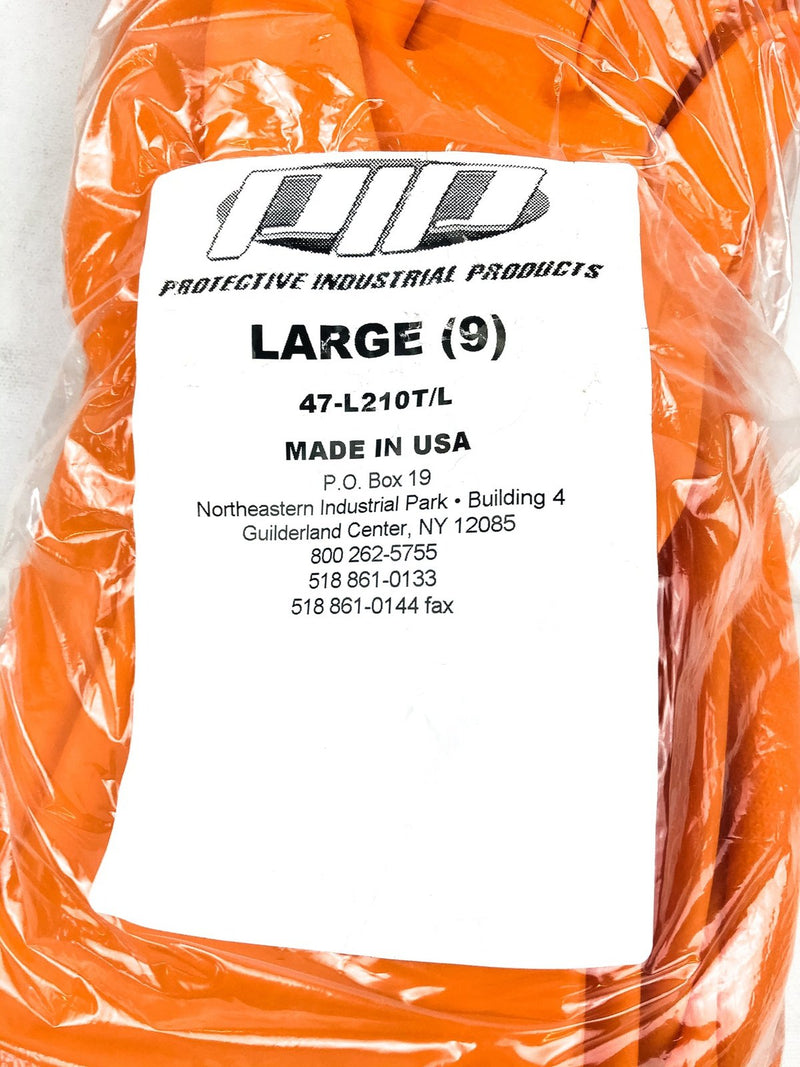 PIP
PROTECTIVE INDUSTRIAL PRODUCTS
LARGE (9)
47-L210T/L
MADE IN USA
P.O. Box 19
Northeastern Industrial Park • Building 4
Guilderland Center, NY 12085
800 262-5755
518 861-0133
518 861-0144 fax